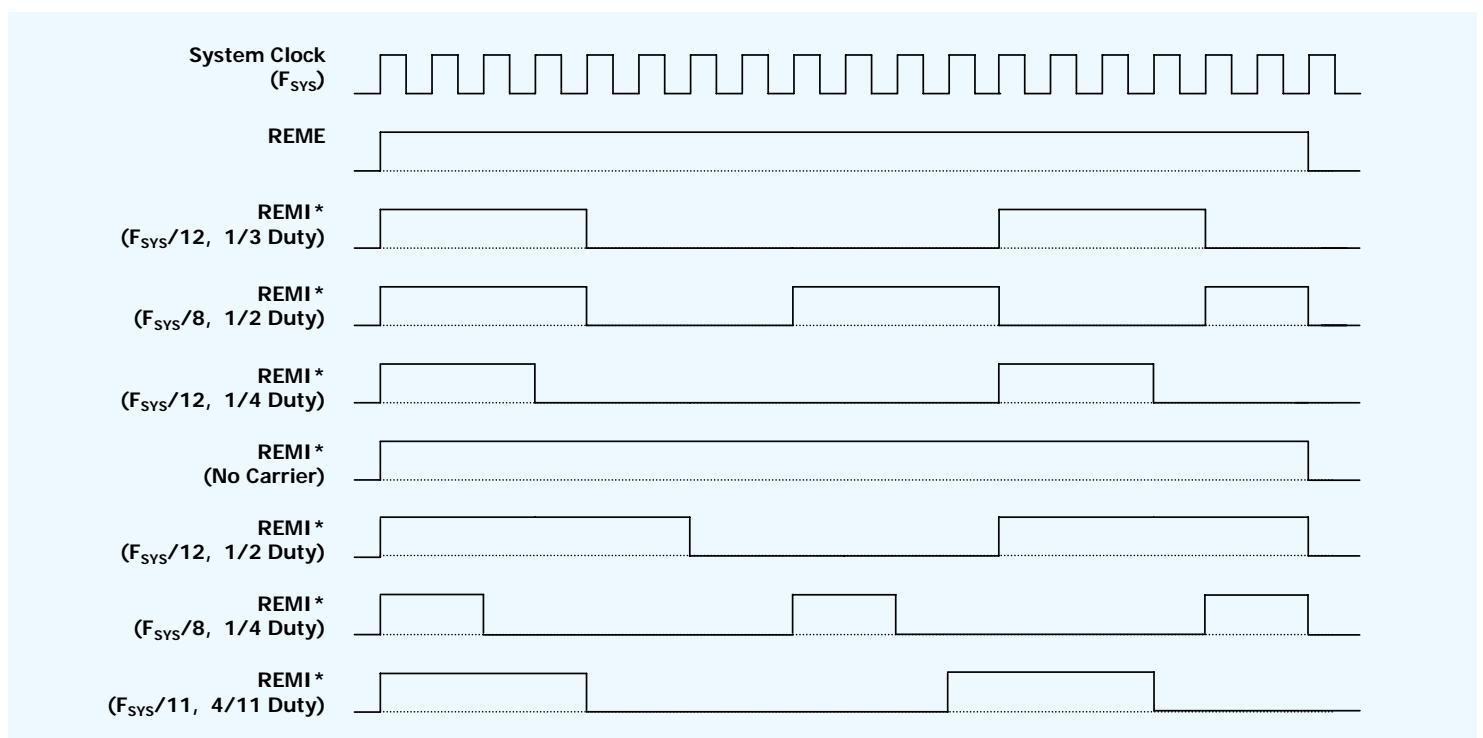 System Clock
(FSYS)
REME
REMI*
(FSYS/12, 1/3 Duty)
REMI*
(FSYS/8, 1/2 Duty)
REMI*
(FSYS/12, 1/4 Duty)
REMI*
(No Carrier)
REMI*
(FSYS/12, 1/2 Duty)
REMI*
(FSYS/8, 1/4 Duty)
REMI*
(FSYS/11, 4/11 Duty)